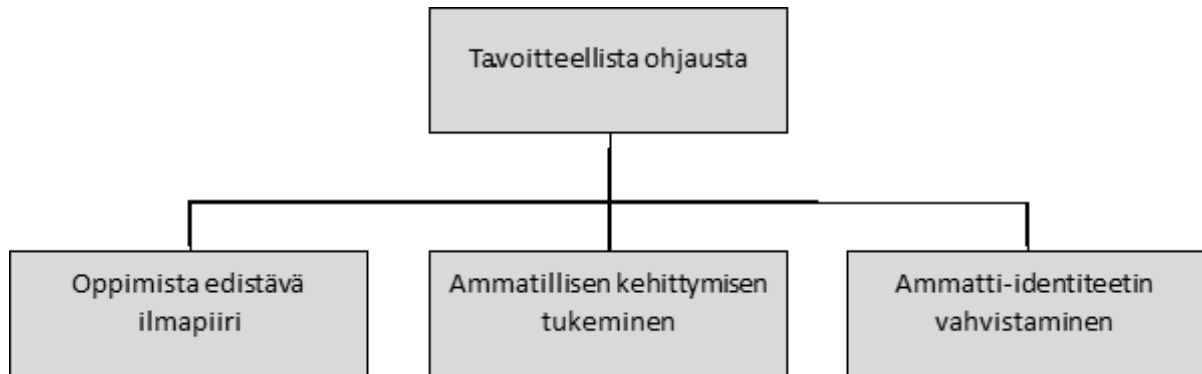 Tavoitteellista ohjausta
Oppimista edistävä
ilmapiiri
Ammatillisen kehittymisen
tukeminen
Ammatti-identiteetin
vahvistaminen